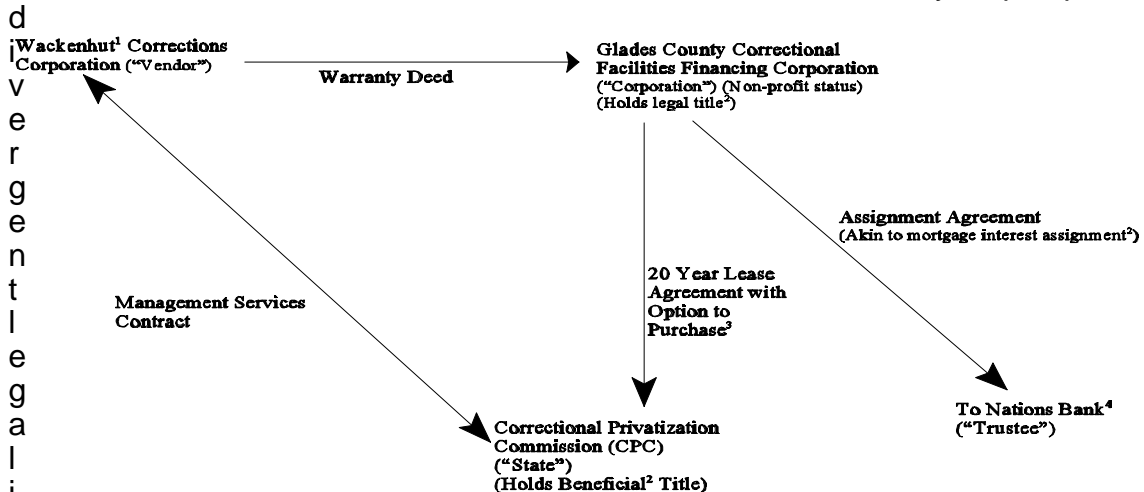 d
i
v
e
r
g
e
n
t
l
e
g
a
l
i
Wackenhut¹ Corrections
Corporation (“Vendor”)
Warranty Deed
Glades County Correctional
Facilities Financing Corporation
(“Corporation”) (Non-profit status)
(Holds legal title²)
Assignment Agreement
(Akin to mortgage interest assignment²)
20 Year Lease
Agreement with
Option to
Purchase³
Management Services
Contract
To Nations Bank⁴
(“Trustee”)
Correctional Privatization
Commission (CPC)
(“State”)
(Holds Beneficial² Title)